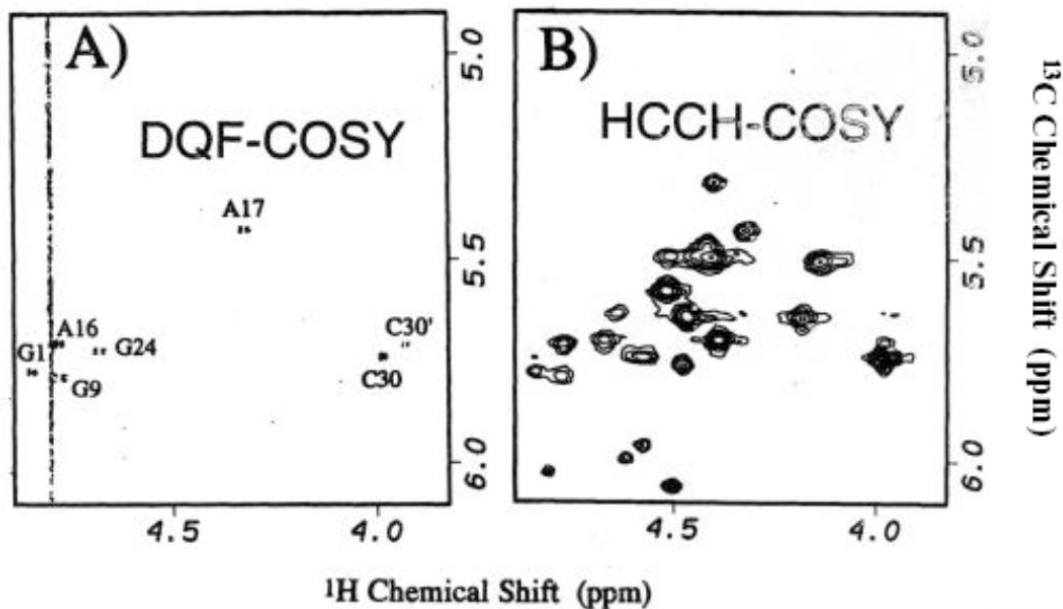 A)
DQF-COSY
A17
A16
G1
G24
G9
C30'
C30
5.0
5.5
6.0
4.5
4.0
B)
HCCH-COSY
5.0
5.5
6.0
4.5
4.0
¹H Chemical Shift (ppm)
¹³C Chemical Shift (ppm)